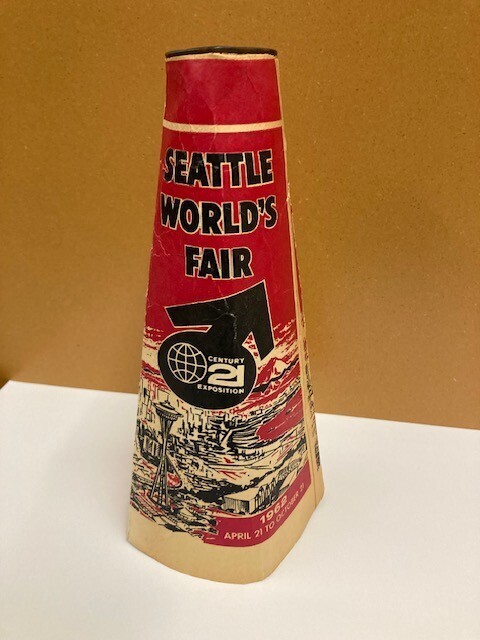 SEATTLE
WORLD'S
FAIR
CENTURY
21
EXPOSITION
1962
APRIL 21 TO OCTOBER 21